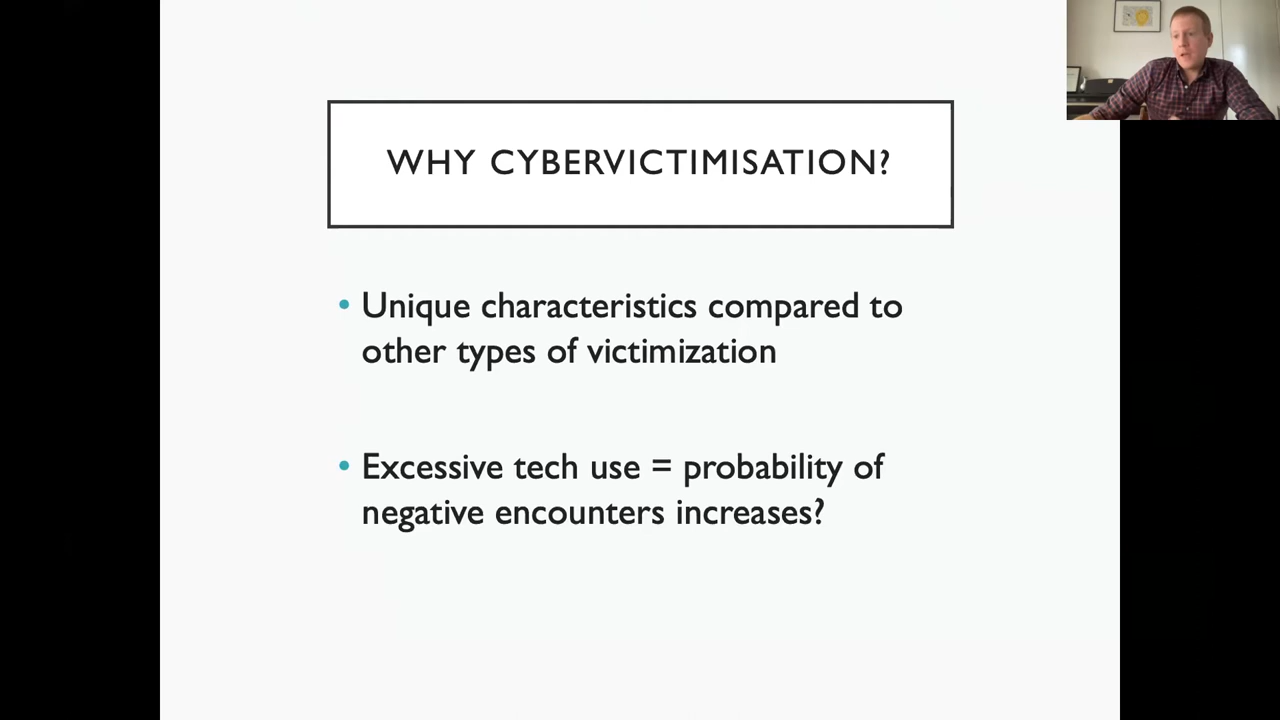 WHY CYBERVICTIMISATION?
• Unique characteristics compared to
other types of victimization
• Excessive tech use = probability of
negative encounters increases?